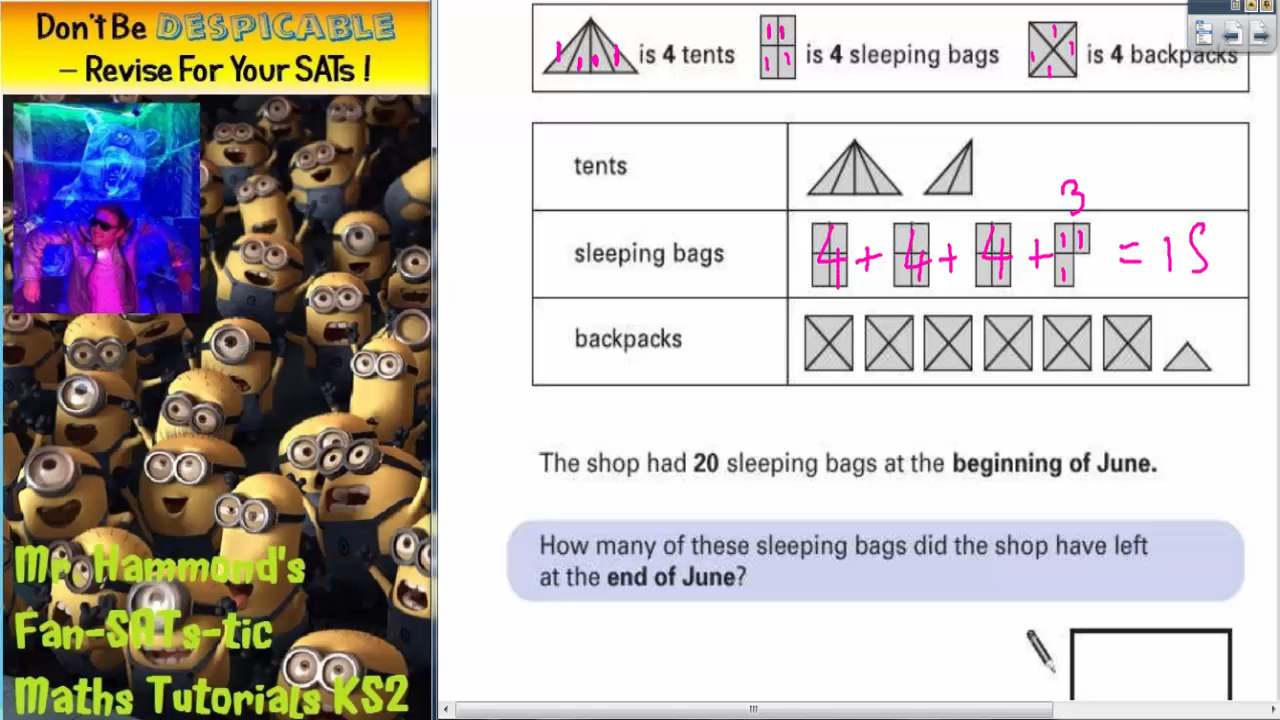 Don't Be DESPICABLE
– Revise For Your SATs !
Mr. Hammond's
Fan-SATs-tic
Maths Tutorials KS2
is 4 tents
is 4 sleeping bags
is 4 backpacks
tents
3
sleeping bags 4 + 4 + 4 + = 15
backpacks
The shop had 20 sleeping bags at the beginning of June.
How many of these sleeping bags did the shop have left
at the end of June?